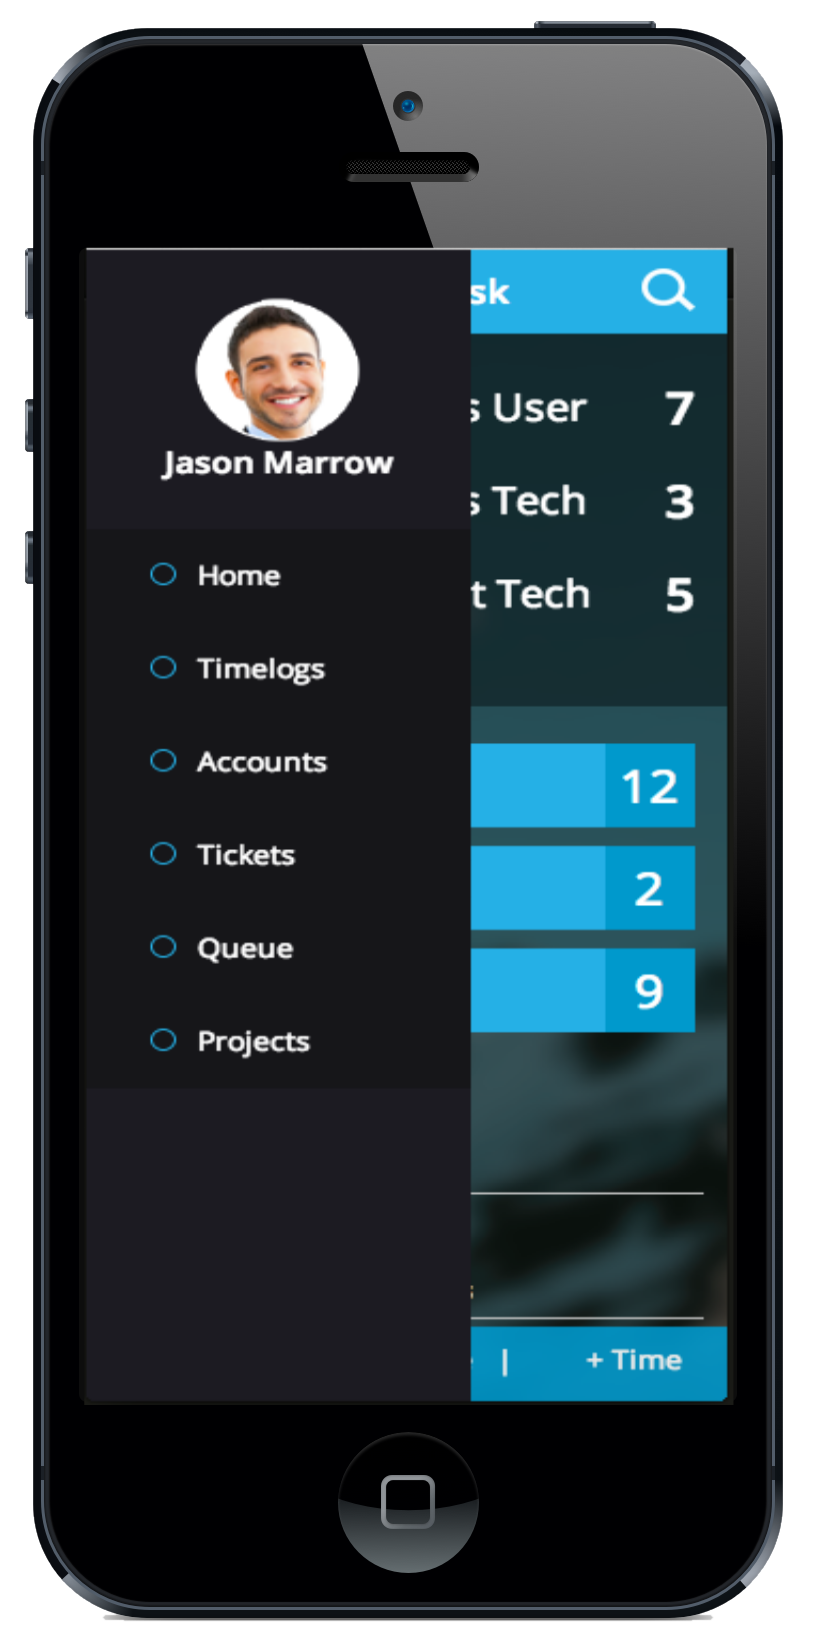 sk
Jason Marrow
s User 7
s Tech 3
t Tech 5
Home
Timelogs
Accounts
Tickets
Queue
Projects
12
2
9
| + Time